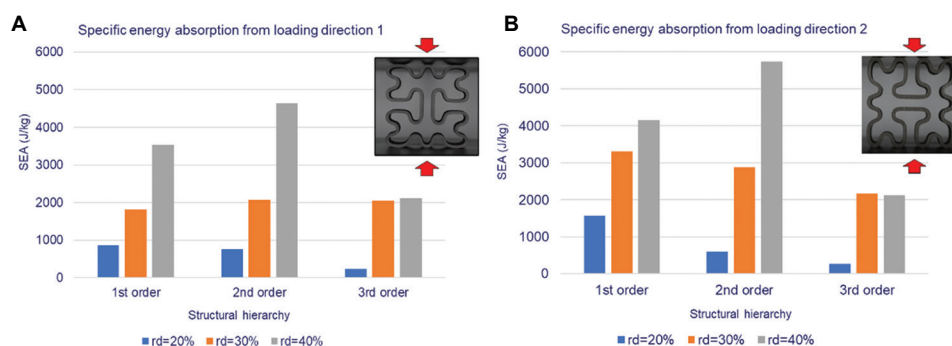 A
Specific energy absorption from loading direction 1
6000
5000
4000
3000
2000
1000
0
SEA (J/kg)
1st order
2nd order
3rd order
Structural hierarchy
rd=20%
rd=30%
rd=40%
B
Specific energy absorption from loading direction 2
6000
5000
4000
3000
2000
1000
0
SEA (J/kg)
1st order
2nd order
3rd order
Structural hierarchy
rd=20%
rd=30%
rd=40%